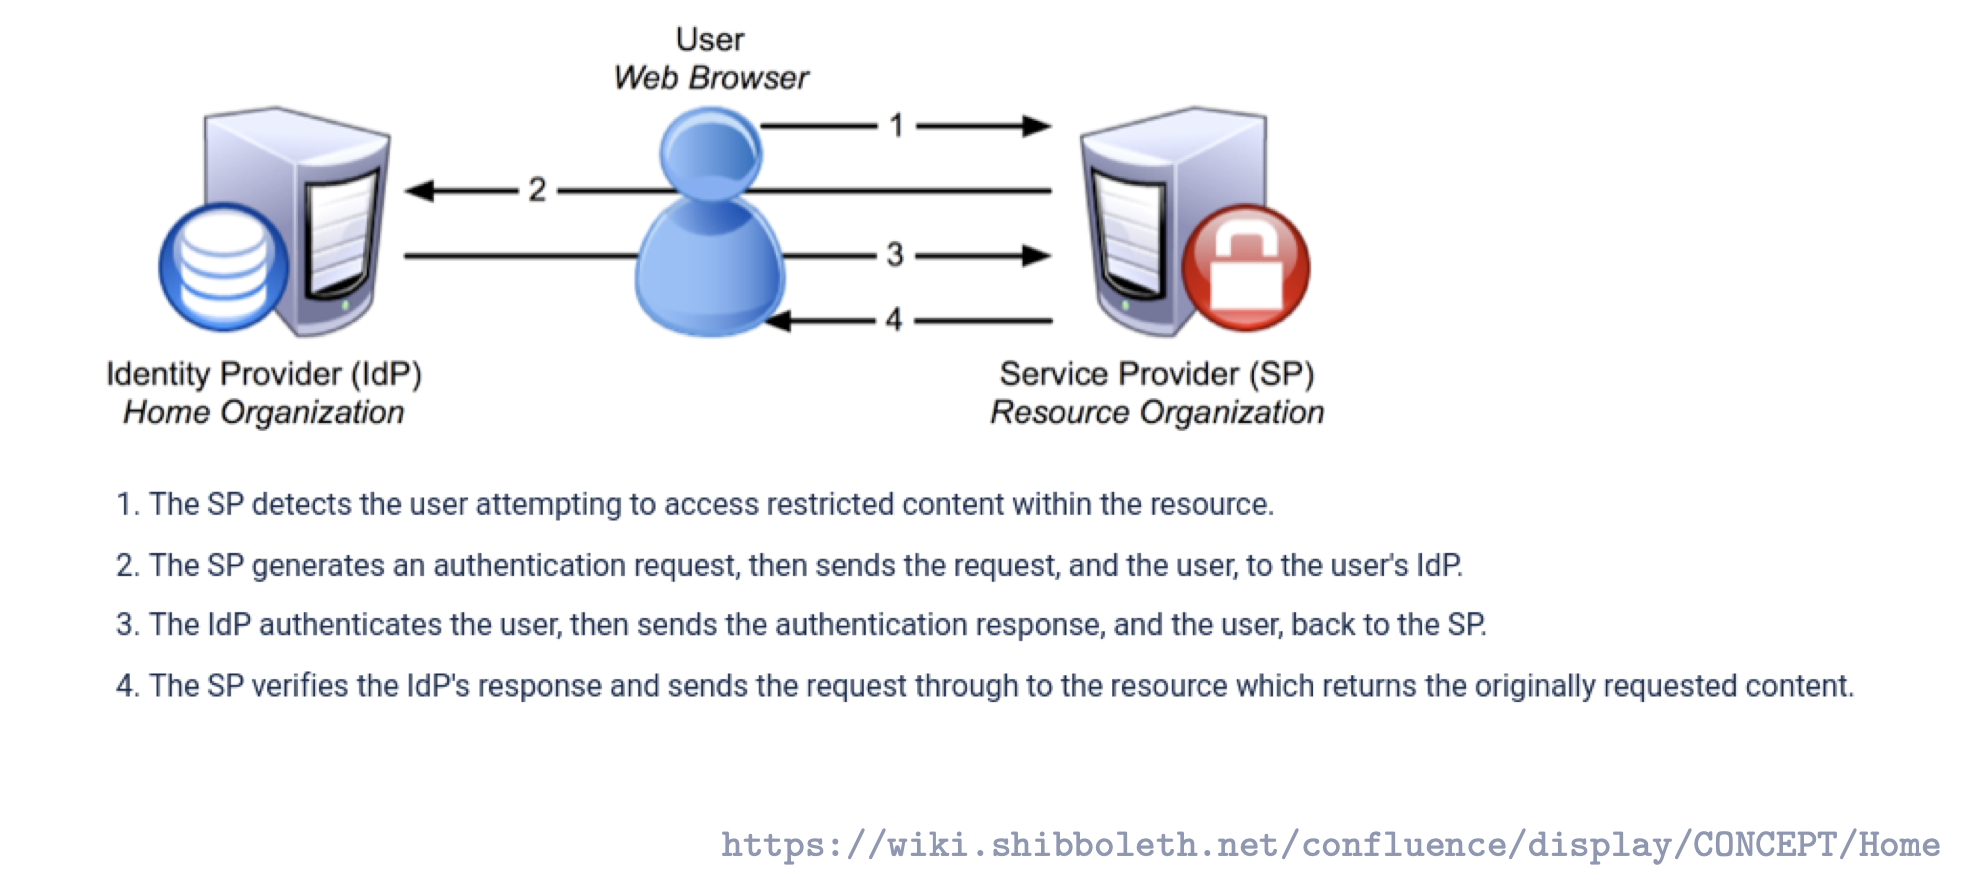 User
Web Browser
1
2
3
4
Identity Provider (IdP)
Home Organization
Service Provider (SP)
Resource Organization
1. The SP detects the user attempting to access restricted content within the resource.
2. The SP generates an authentication request, then sends the request, and the user, to the user's IdP.
3. The IdP authenticates the user, then sends the authentication response, and the user, back to the SP.
4. The SP verifies the IdP's response and sends the request through to the resource which returns the originally requested content.
https://wiki.shibboleth.net/confluence/display/CONCEPT/Home